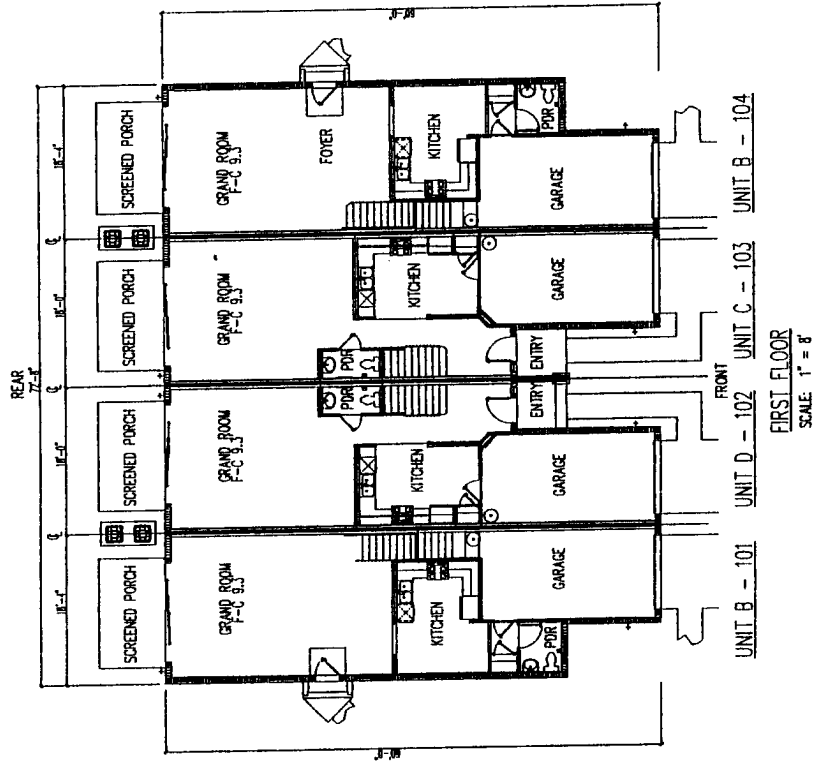 REAR
18'-4"
18'-0"
18'-0"
18'-4"
SCREENED PORCH
SCREENED PORCH
SCREENED PORCH
SCREENED PORCH
60'-0"
GRAND ROOM
F-C 9.3
GRAND ROOM
F-C 9.3
GRAND ROOM
F-C 9.3
GRAND ROOM
F-C 9.3
60'-0"
FOYER
PDR
PDR
KITCHEN
KITCHEN
KITCHEN
KITCHEN
PDR
GARAGE
GARAGE
ENTRY
ENTRY
GARAGE
GARAGE
PDR
FRONT
UNIT B - 101
UNIT D - 102
UNIT C - 103
UNIT B - 104
FIRST FLOOR
SCALE: 1" = 8'